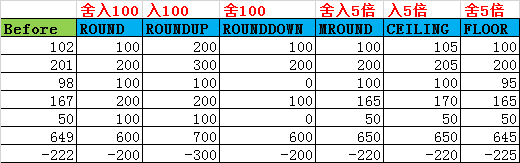 舍入100 入100 舍100 舍入5倍 入5倍 舍5倍
Before ROUND ROUNDUP ROUNDDOWN MROUND CEILING FLOOR
102 100 200 100 100 105 100
201 200 300 200 200 205 200
98 100 100 0 100 100 95
167 200 200 100 165 170 165
50 100 100 0 50 50 50
649 600 700 600 650 650 645
-222 -200 -300 -200 -220 -220 -225